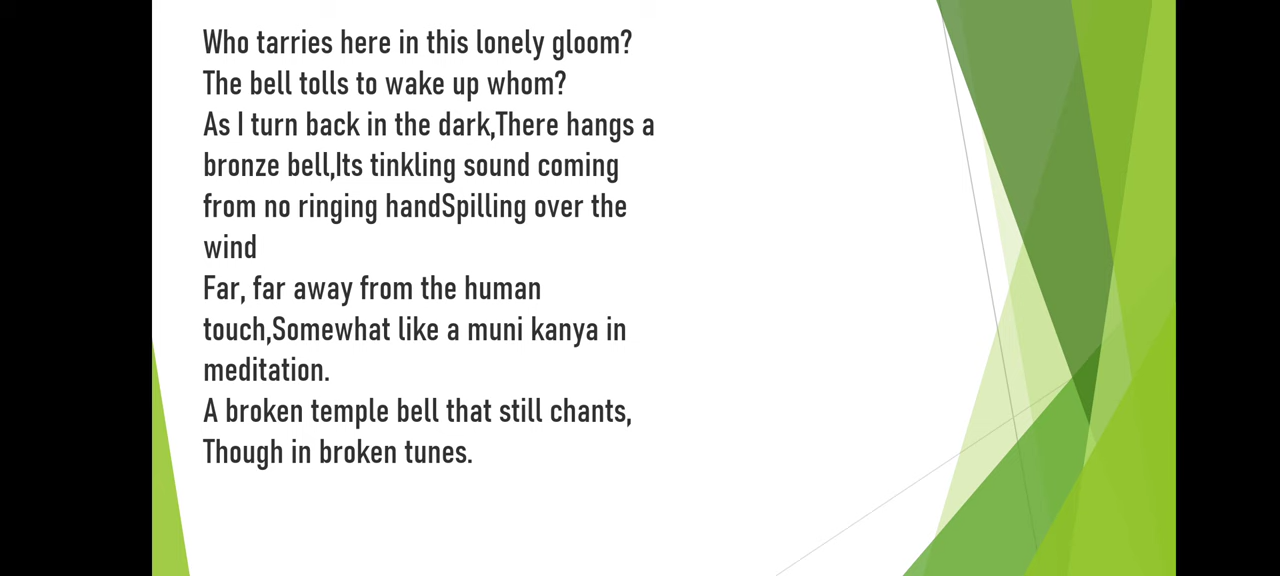 Who tarries here in this lonely gloom?
The bell tolls to wake up whom?
As I turn back in the dark,There hangs a
bronze bell,Its tinkling sound coming
from no ringing handSpilling over the
wind
Far, far away from the human
touch,Somewhat like a muni kanya in
meditation.
A broken temple bell that still chants,
Though in broken tunes.